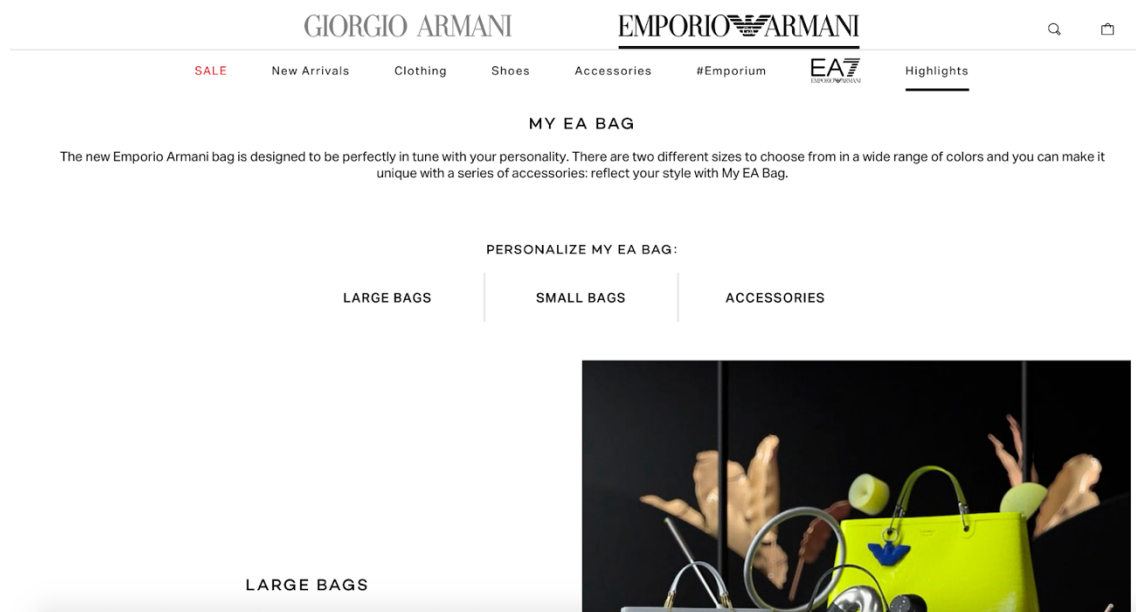 GIORGIO ARMANI
EMPORIO ARMANI
SALE
New Arrivals
Clothing
Shoes
Accessories
#Emporium
EA7
EMPORIO ARMANI
Highlights
MY EA BAG
The new Emporio Armani bag is designed to be perfectly in tune with your personality. There are two different sizes to choose from in a wide range of colors and you can make it
unique with a series of accessories: reflect your style with My EA Bag.
PERSONALIZE MY EA BAG:
LARGE BAGS
SMALL BAGS
ACCESSORIES
LARGE BAGS